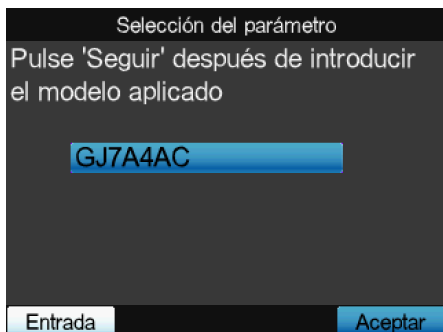 Selección del parámetro
Pulse 'Seguir' después de introducir
el modelo aplicado
GJ7A4AC
Entrada
Aceptar